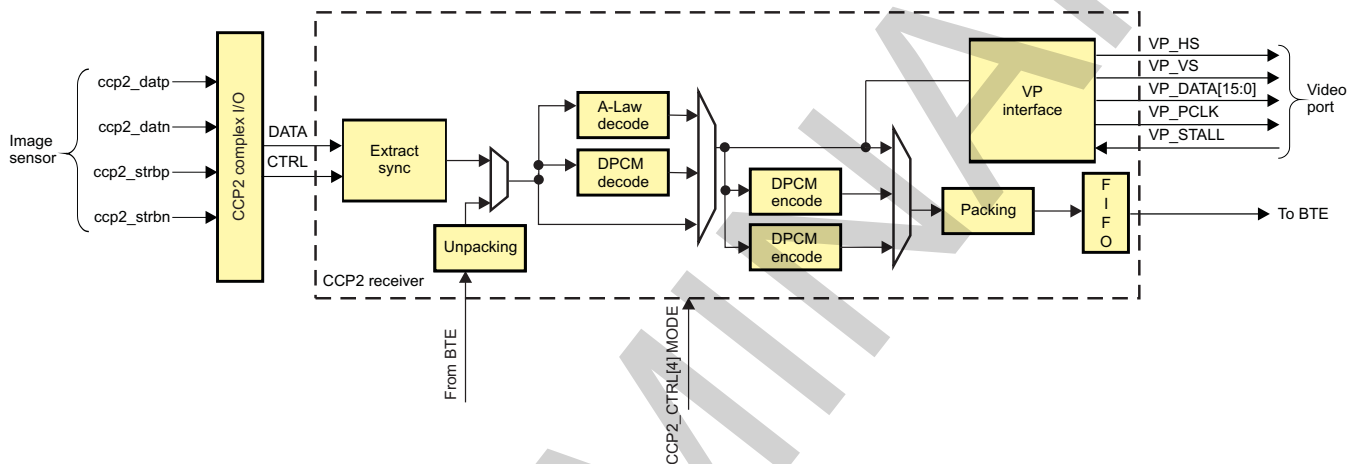 Image
sensor
ccp2_datp
ccp2_datn
ccp2_strbp
ccp2_strbn
CCP2 complex I/O
DATA
CTRL
Extract
sync
Unpacking
CCP2 receiver
From BTE
A-Law
decode
DPCM
decode
DPCM
encode
DPCM
encode
CCP2_CTRL[4] MODE
VP
interface
Packing
F
I
F
O
VP_HS
VP_VS
VP_DATA[15:0]
VP_PCLK
VP_STALL
Video
port
To BTE